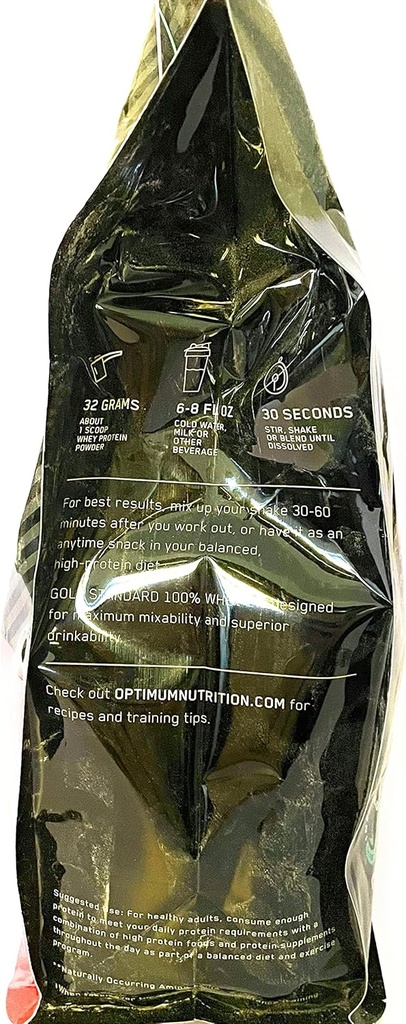 32 GRAMS
ABOUT
1 SCOOP
WHEY PROTEIN
POWDER
6-8 FL OZ
COLD WATER,
MILK OR
OTHER
BEVERAGE
30 SECONDS
STIR, SHAKE
OR BLEND UNTIL
DISSOLVED
For best results, mix up your shake 30-60
minutes after you work out, or have it as an
anytime snack in your balanced,
high-protein diet
GOLD STANDARD 100% designed
for maximum mixability and superior
drinkability
Check out OPTIMUMNUTRITION.COM for
recipes and training tips.
Suggested Use: For healthy adults, consume enough
protein to meet your daily protein requirements with a
combination of high protein foods and protein supplements
throughout the day as part of a balanced diet and exercise
program.
**Naturally Occurring